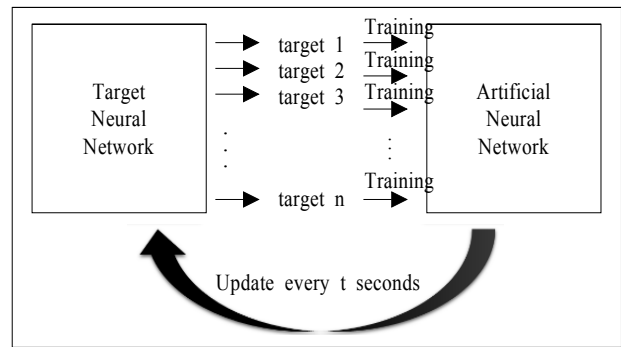 Target
Neural
Network
target 1
target 2
target 3
target n
Training
Training
Training
Training
Artificial
Neural
Network
Update every t seconds